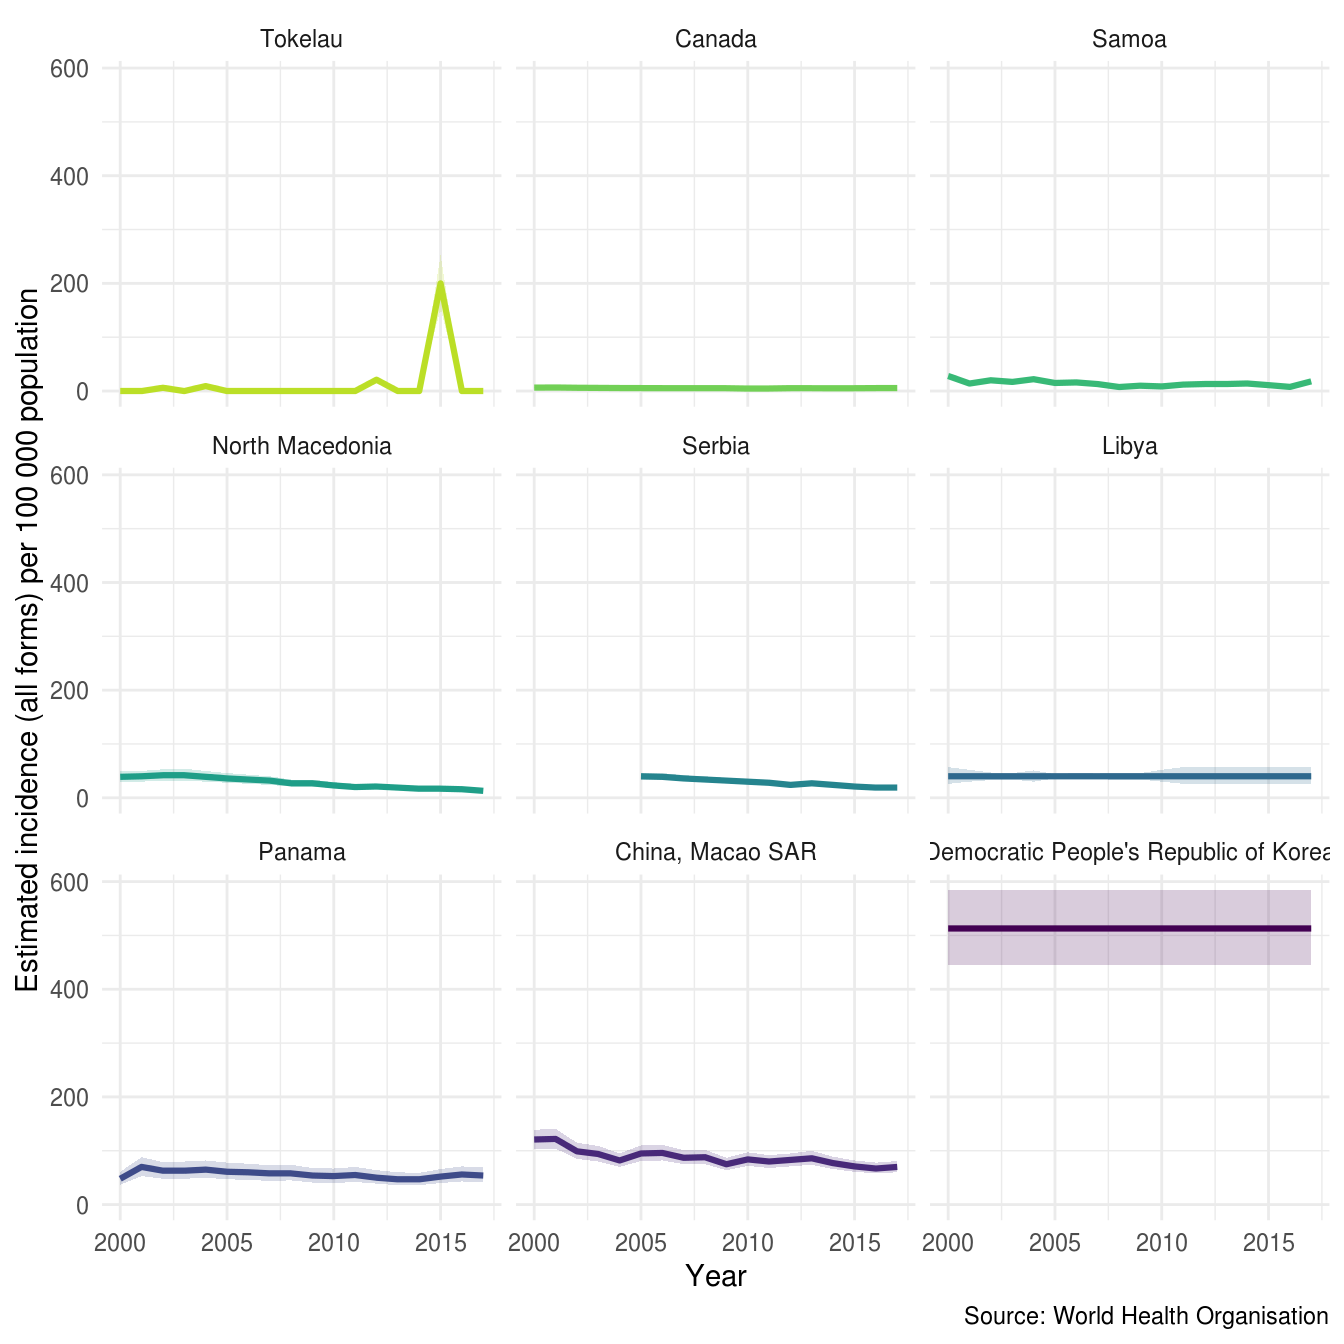 Tokelau Canada Samoa
600
400
200
0
North Macedonia Serbia Libya
600
400
200
0
Panama China, Macao SAR Democratic People's Republic of Korea
600
400
200
0
2000 2005 2010 2015 2000 2005 2010 2015 2000 2005 2010 2015
Estimated incidence (all forms) per 100 000 population
Year
Source: World Health Organisation